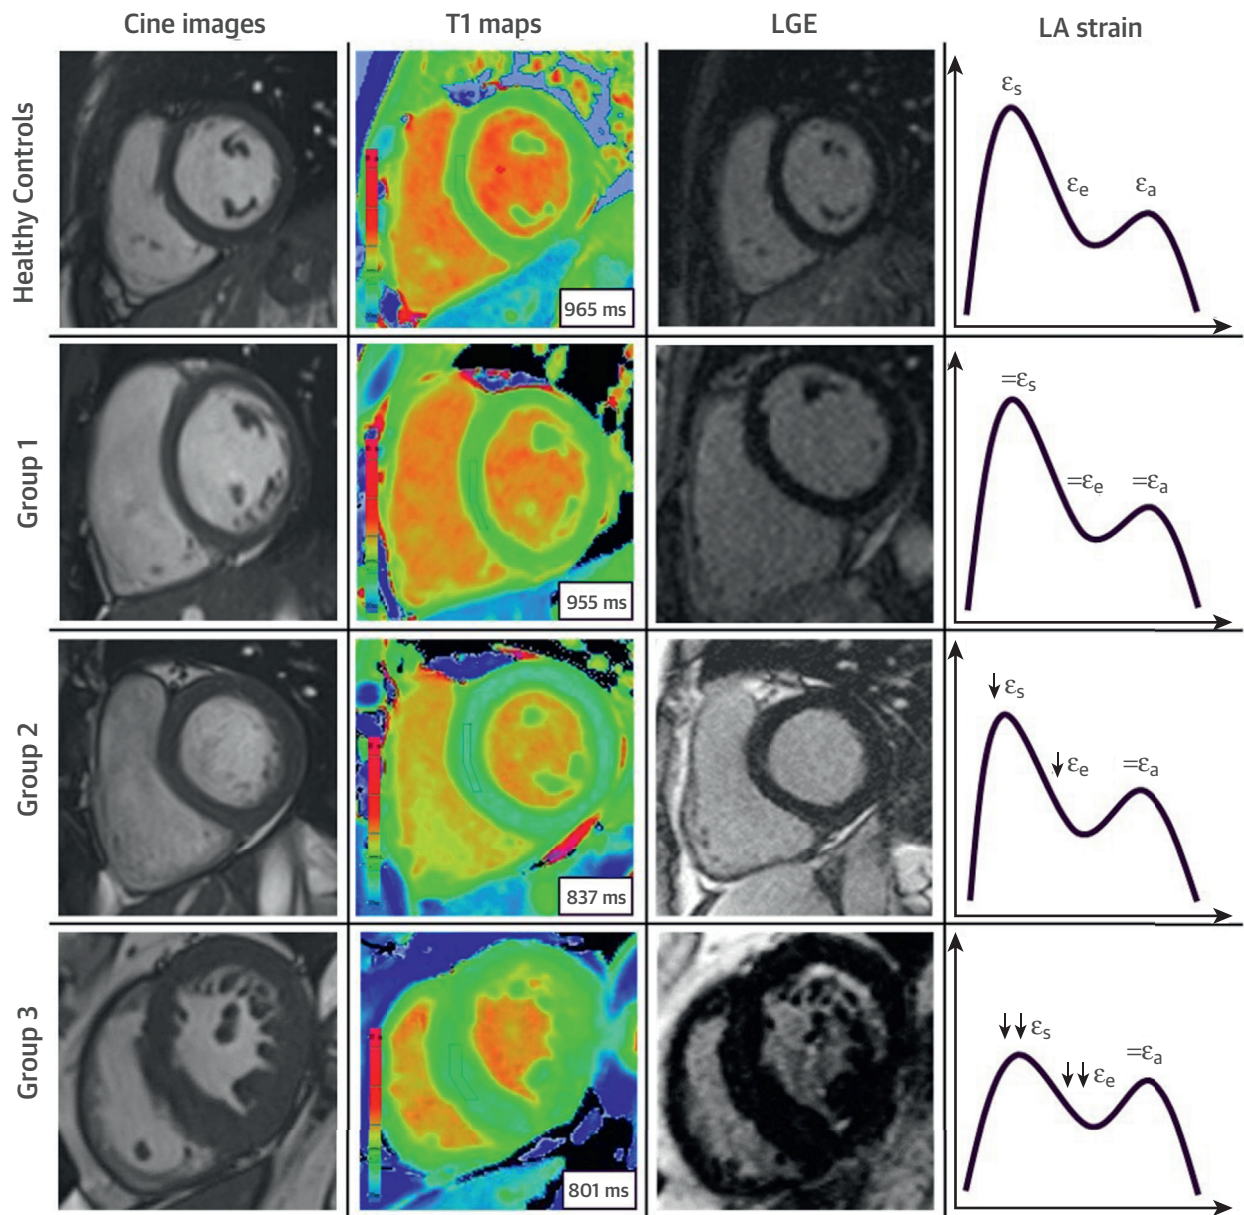 Cine images
T1 maps
LGE
LA strain
Healthy Controls
965 ms
εs
εe
εa
Group 1
955 ms
=εs
=εe
=εa
Group 2
837 ms
↓ εs
↓ εe
=εa
Group 3
801 ms
↓↓ εs
↓↓ εe
=εa